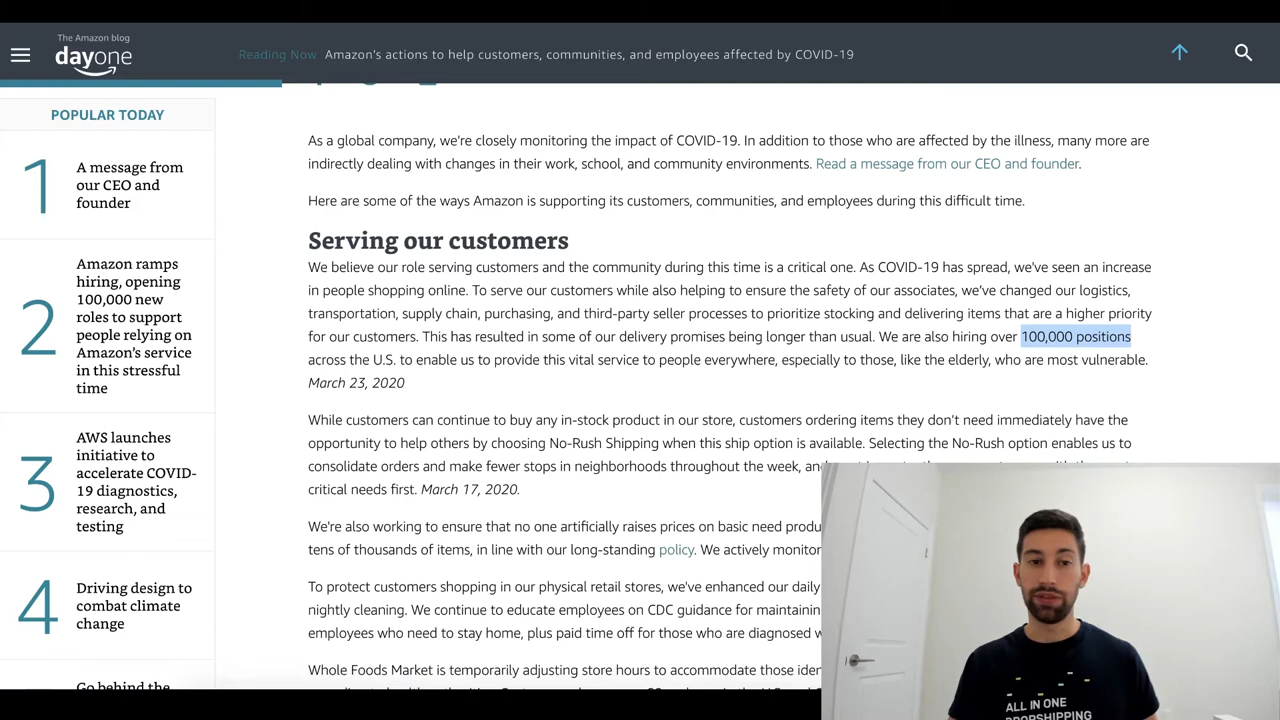 The Amazon blog
dayone
Reading Now Amazon's actions to help customers, communities, and employees affected by COVID-19
POPULAR TODAY
1
A message from
our CEO and
founder
2
Amazon ramps
hiring, opening
100,000 new
roles to support
people relying on
Amazon's service
in this stressful
time
3
AWS launches
initiative to
accelerate COVID-
19 diagnostics,
research, and
testing
4
Driving design to
combat climate
change
Go behind the
As a global company, we're closely monitoring the impact of COVID-19. In addition to those who are affected by the illness, many more are
indirectly dealing with changes in their work, school, and community environments. Read a message from our CEO and founder.
Here are some of the ways Amazon is supporting its customers, communities, and employees during this difficult time.
Serving our customers
We believe our role serving customers and the community during this time is a critical one. As COVID-19 has spread, we've seen an increase
in people shopping online. To serve our customers while also helping to ensure the safety of our associates, we've changed our logistics,
transportation, supply chain, purchasing, and third-party seller processes to prioritize stocking and delivering items that are a higher priority
for our customers. This has resulted in some of our delivery promises being longer than usual. We are also hiring over 100,000 positions
across the U.S. to enable us to provide this vital service to people everywhere, especially to those, like the elderly, who are most vulnerable.
March 23, 2020
While customers can continue to buy any in-stock product in our store, customers ordering items they don't need immediately have the
opportunity to help others by choosing No-Rush Shipping when this ship option is available. Selecting the No-Rush option enables us to
consolidate orders and make fewer stops in neighborhoods throughout the week, and
critical needs first. March 17, 2020.
We're also working to ensure that no one artificially raises prices on basic need
tens of thousands of items, in line with our long-standing policy. We actively
To protect customers shopping in our physical retail stores, we've enhanced our daily
nightly cleaning. We continue to educate employees on CDC guidance for
employees who need to stay home, plus paid time off for those who are diagnosed
Whole Foods Market is temporarily adjusting store hours to accommodate those
ALL IN ONE
DROPSHIPPING